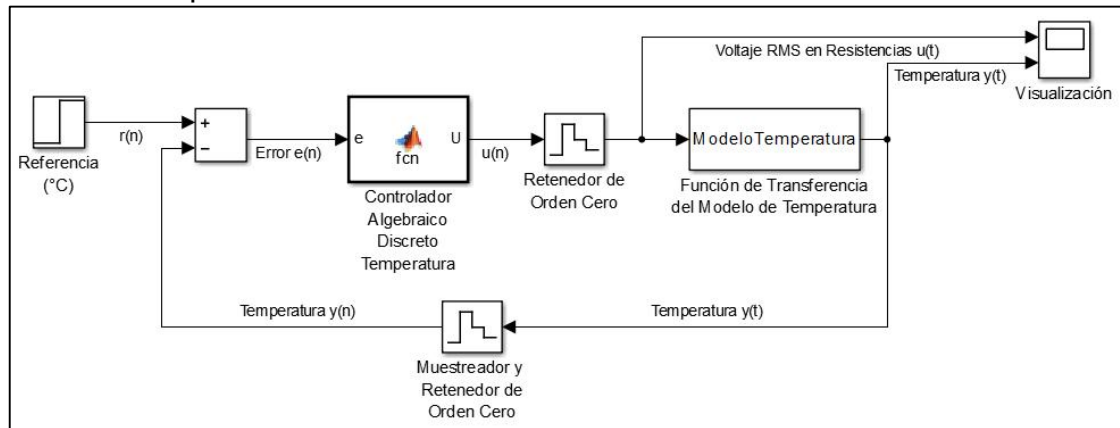 Voltaje RMS en Resistencias u(t)
Temperatura y(t)
Visualización
Referencia
(°C)
r(n)
+
−
Error e(n)
e
fcn
U
Controlador
Algebraico
Discreto
Temperatura
u(n)
Retenedor de
Orden Cero
ModeloTemperatura
Función de Transferencia
del Modelo de Temperatura
Temperatura y(n)
Temperatura y(t)
Muestreador y
Retenedor de
Orden Cero